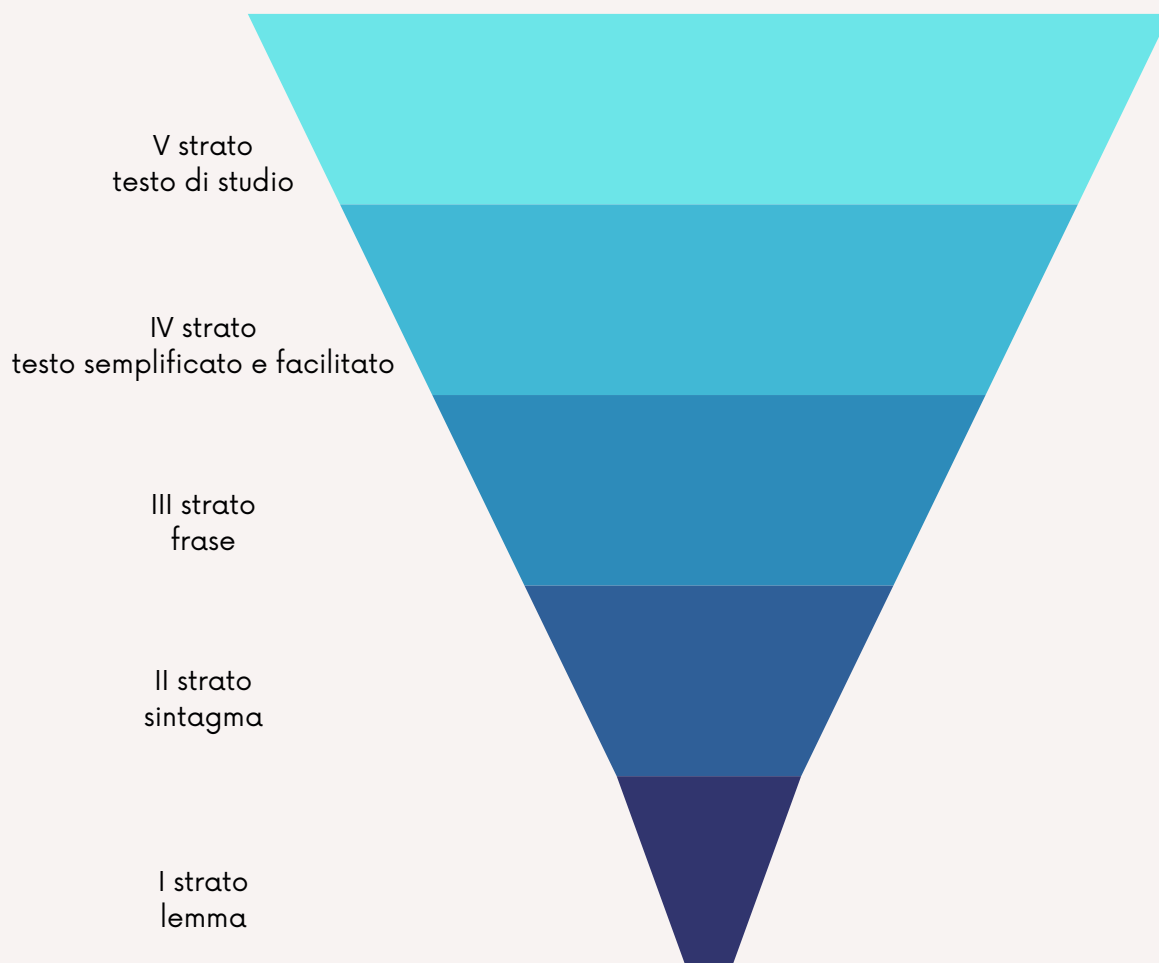 V strato
testo di studio
IV strato
testo semplificato e facilitato
III strato
frase
II strato
sintagma
I strato
lemma